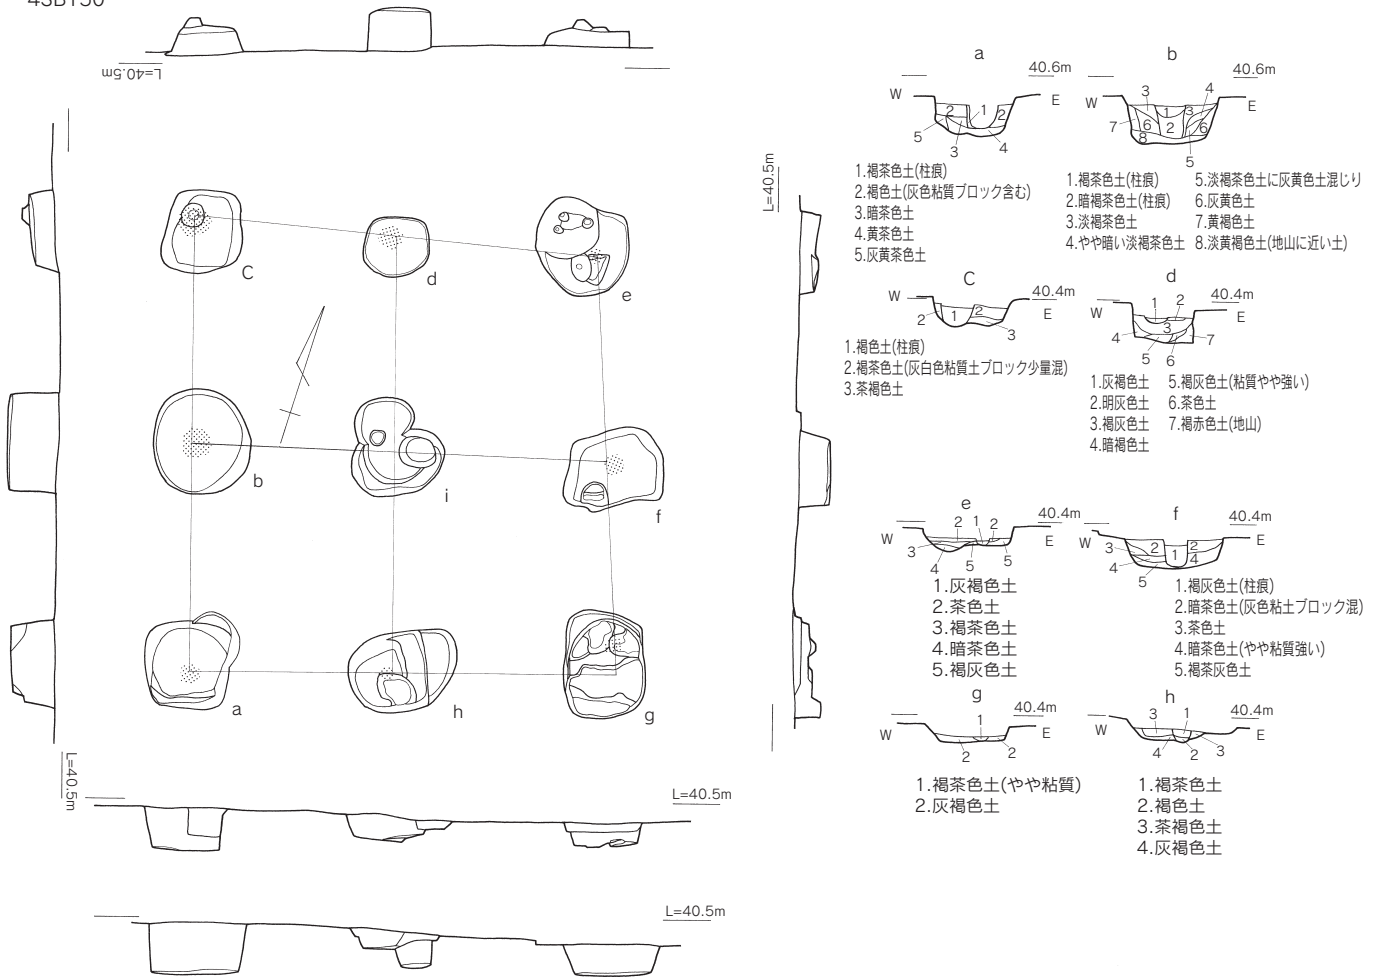 43B150
L=40.5m
L=40.5m
L=40.5m
C
d
e
b
i
f
a
h
g
L=40.5m
L=40.5m
a
40.6m
W
E
2
1
2
5
3
4
1.褐茶色土(柱痕)
2.褐色土(灰色粘質ブロック含む)
3.暗茶色土
4.黄茶色土
5.灰黄茶色土
b
40.6m
W
E
3
4
1
3
7
6
2
6
8
5
1.褐茶色土(柱痕)
2.暗褐茶色土(柱痕)
3.淡褐茶色土
4.やや暗い淡褐茶色土
5.淡褐茶色土に灰黄色土混じり
6.灰黄色土
7.黄褐色土
8.淡黄褐色土(地山に近い土)
C
40.4m
W
E
2
1
2
3
1.褐色土(柱痕)
2.褐茶色土(灰白色粘質土ブロック少量混)
3.茶褐色土
d
40.4m
W
E
1
2
3
4
7
5
6
1.灰褐色土
2.明灰色土
3.褐灰色土
4.暗褐色土
5.褐灰色土(粘質やや強い)
6.茶色土
7.褐赤色土(地山)
e
40.4m
W
E
2
1
2
3
4
5
5
1.灰褐色土
2.茶色土
3.褐茶色土
4.暗茶色土
5.褐灰色土
f
40.4m
W
E
3
2
1
2
4
4
5
1.褐灰色土(柱痕)
2.暗茶色土(灰色粘土ブロック混)
3.茶色土
4.暗茶色土(やや粘質強い)
5.褐茶灰色土
g
40.4m
W
E
1
2
2
1.褐茶色土(やや粘質)
2.灰褐色土
h
40.4m
W
E
3
1
4
2
3
1.褐茶色土
2.褐色土
3.茶褐色土
4.灰褐色土